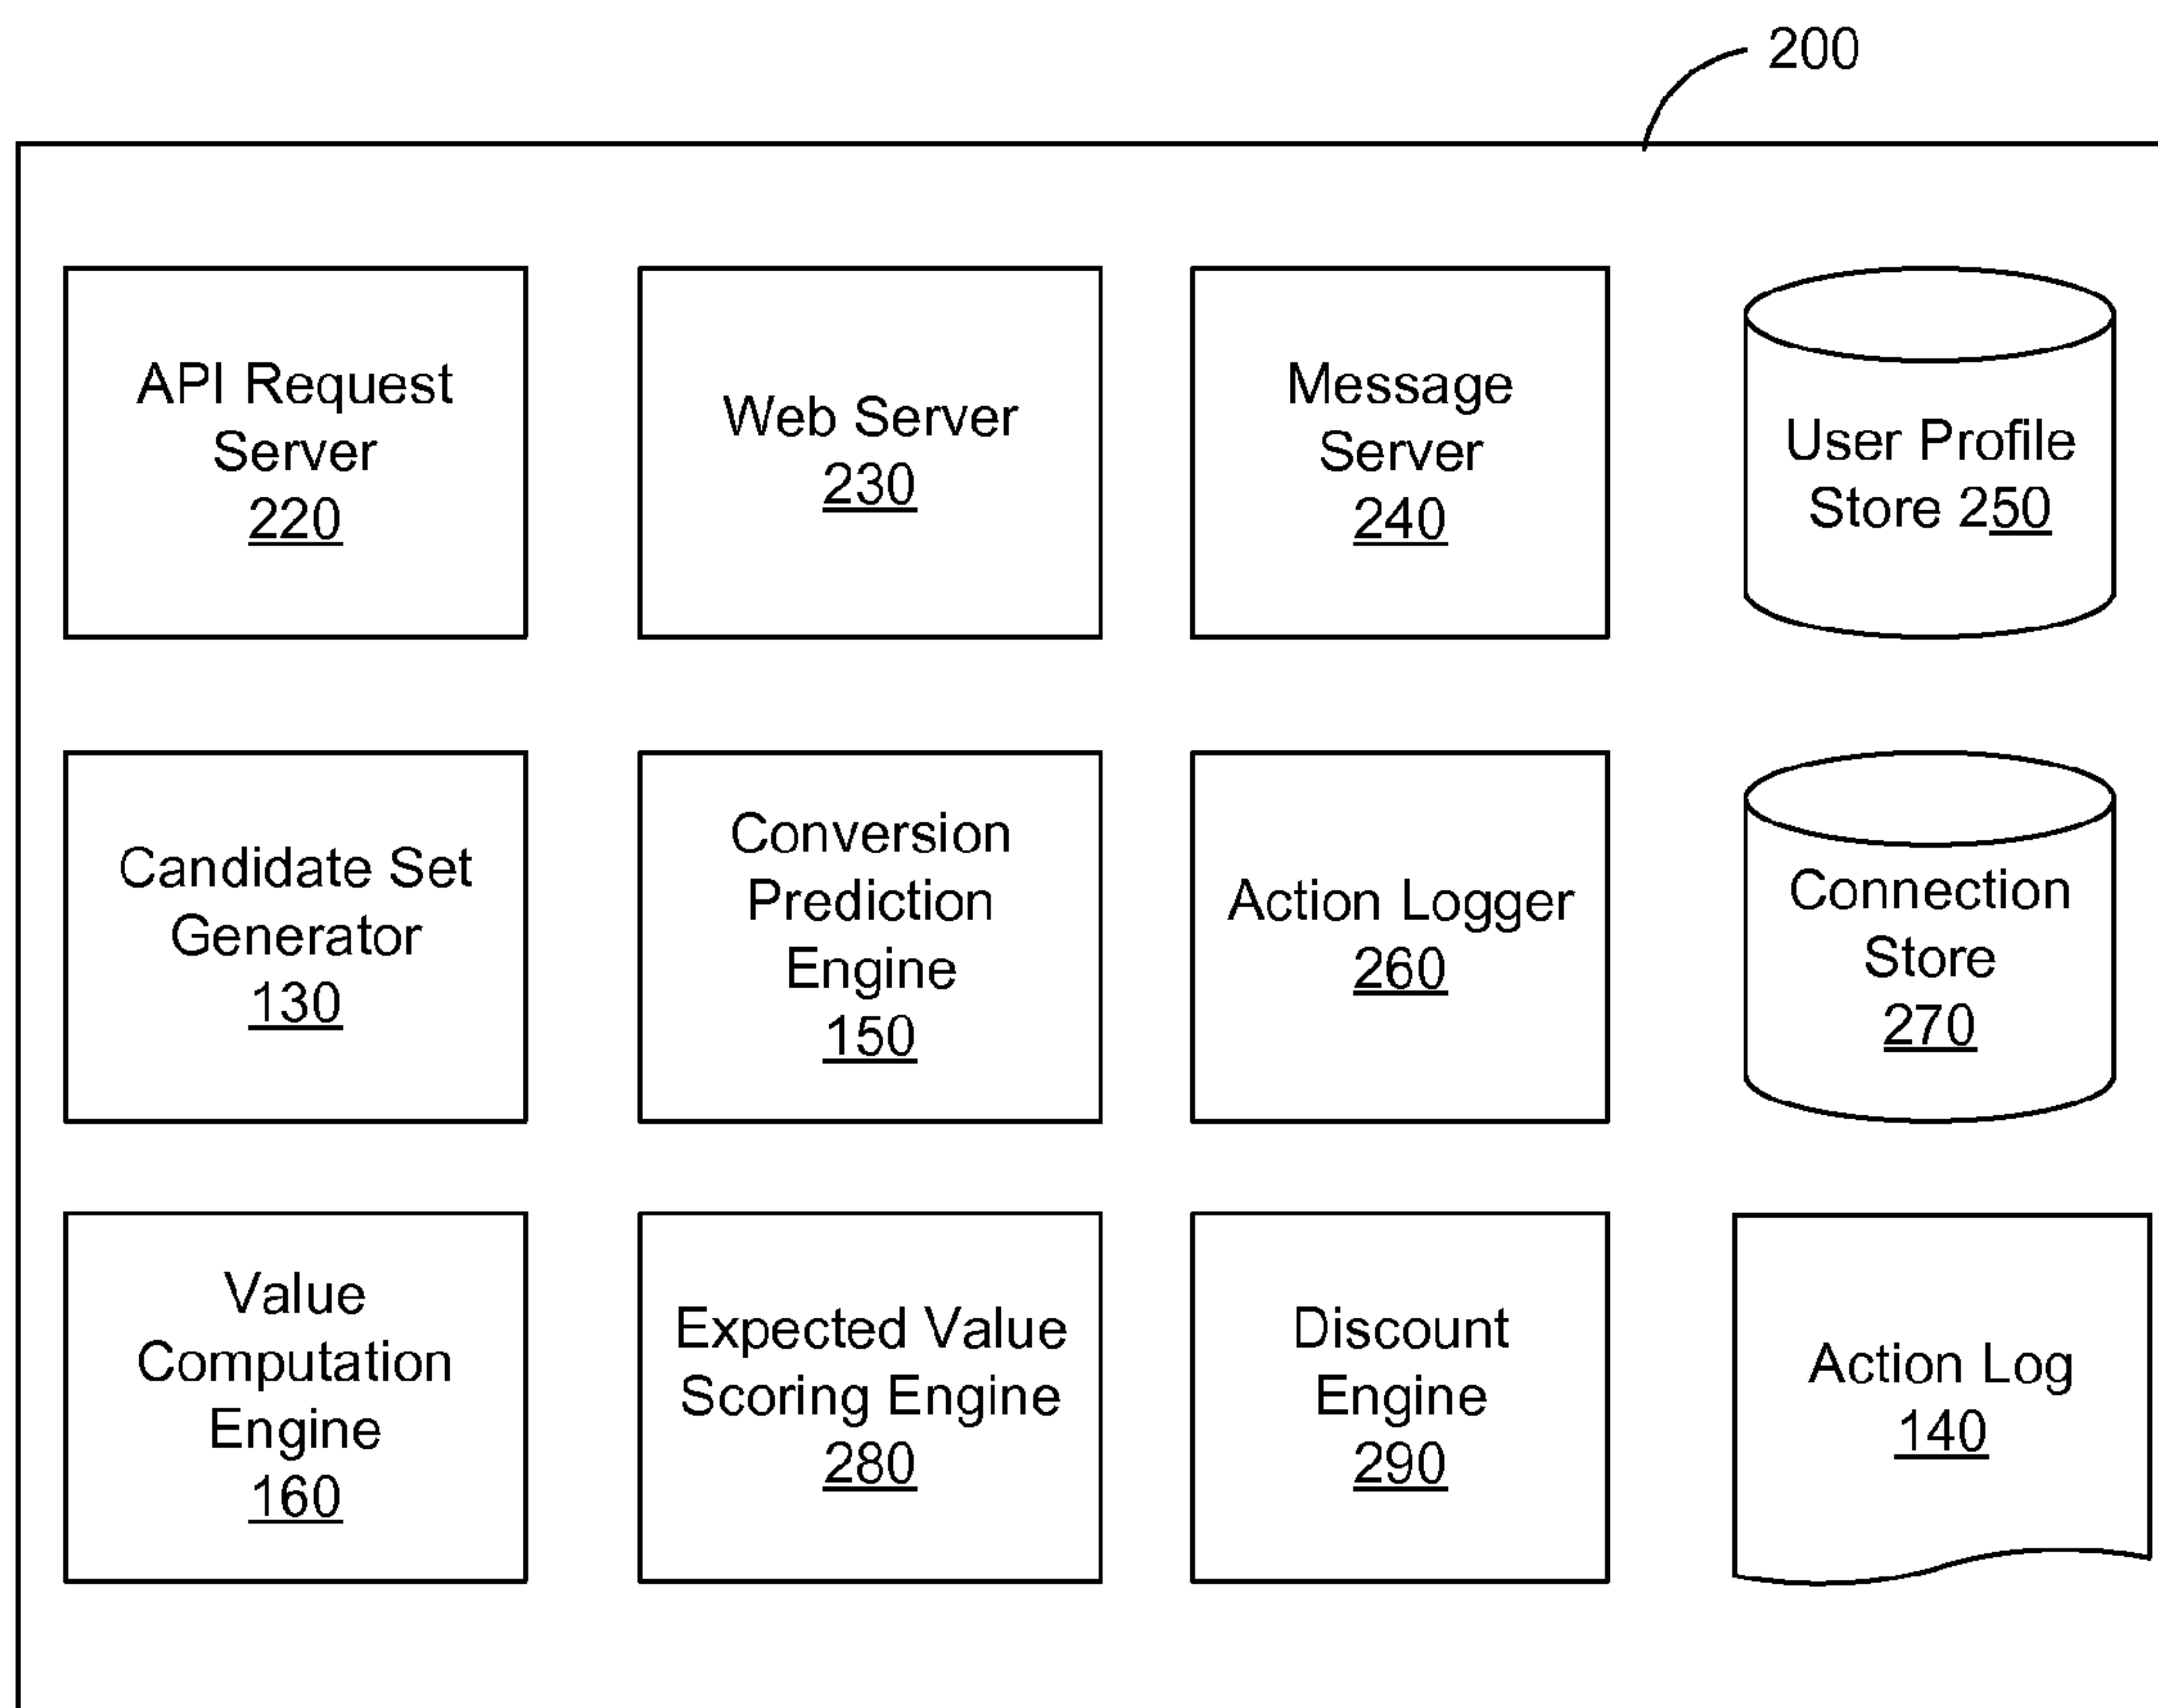 200
API Request
Server
220
Web Server
230
Message
Server
240
User Profile
Store 250
Candidate Set
Generator
130
Conversion
Prediction
Engine
150
Action Logger
260
Connection
Store
270
Value
Computation
Engine
160
Expected Value
Scoring Engine
280
Discount
Engine
290
Action Log
140